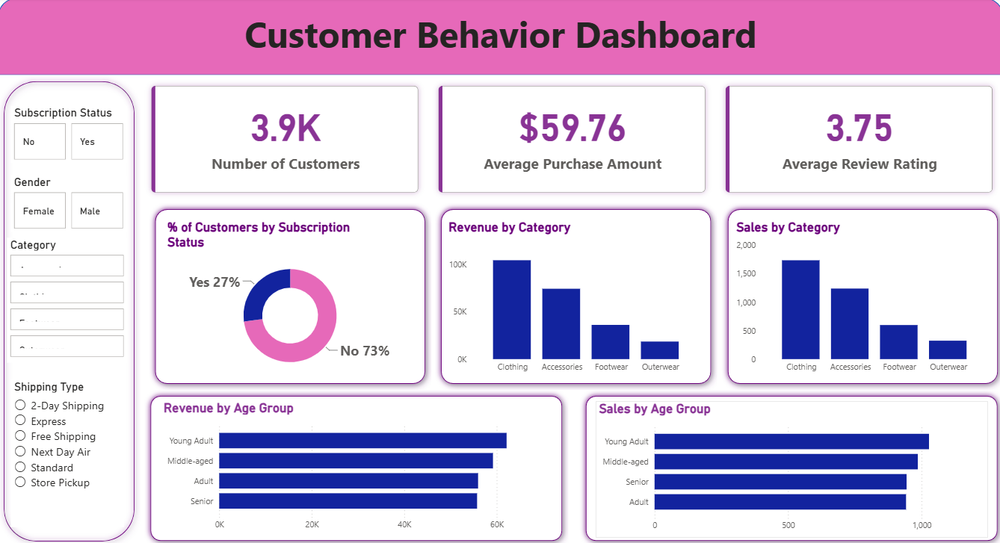 Customer Behavior Dashboard
Subscription Status
No
Yes
Gender
Female
Male
Category
Shipping Type
2-Day Shipping
Express
Free Shipping
Next Day Air
Standard
Store Pickup
3.9K
Number of Customers
$59.76
Average Purchase Amount
3.75
Average Review Rating
% of Customers by Subscription
Status
Yes 27%
No 73%
Revenue by Category
100K
50K
0K
Clothing
Accessories
Footwear
Outerwear
Sales by Category
2,000
1,500
1,000
500
0
Clothing
Accessories
Footwear
Outerwear
Revenue by Age Group
Young Adult
Middle-aged
Adult
Senior
0K
20K
40K
60K
Sales by Age Group
Young Adult
Middle-aged
Senior
Adult
0
500
1,000